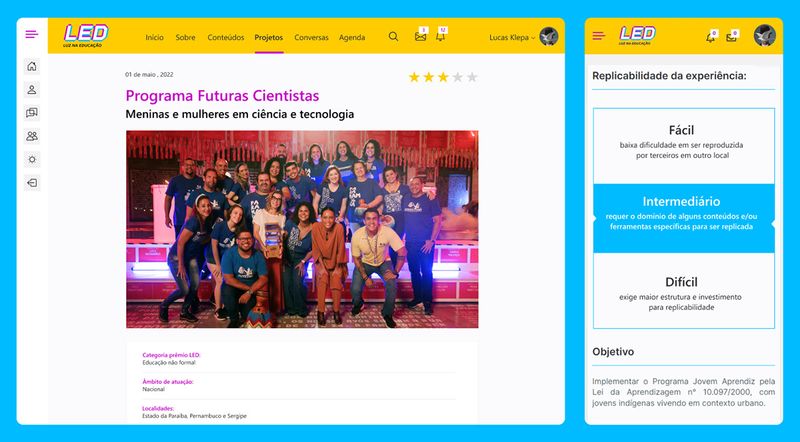 LED
LUZ NA EDUCAÇÃO
Início Sobre Conteúdos Projetos Conversas Agenda
1
12
Lucas Klepa
01 de maio , 2022
Programa Futuras Cientistas
Meninas e mulheres em ciência e tecnologia
Categoria prêmio LED:
Educação não formal
Âmbito de atuação:
Nacional
Localidades:
Estado da Paraíba, Pernambuco e Sergipe
LED
LUZ NA EDUCAÇÃO
0
0
Replicabilidade da experiência:
Fácil
baixa dificuldade em ser reproduzida
por terceiros em outro local
Intermediário
requer o domínio de alguns conteúdos e/ou
ferramentas específicas para ser replicada
Difícil
exige maior estrutura e investimento
para replicabilidade
Objetivo
Implementar o Programa Jovem Aprendiz pela
Lei da Aprendizagem n° 10.097/2000, com
jovens indígenas vivendo em contexto urbano.